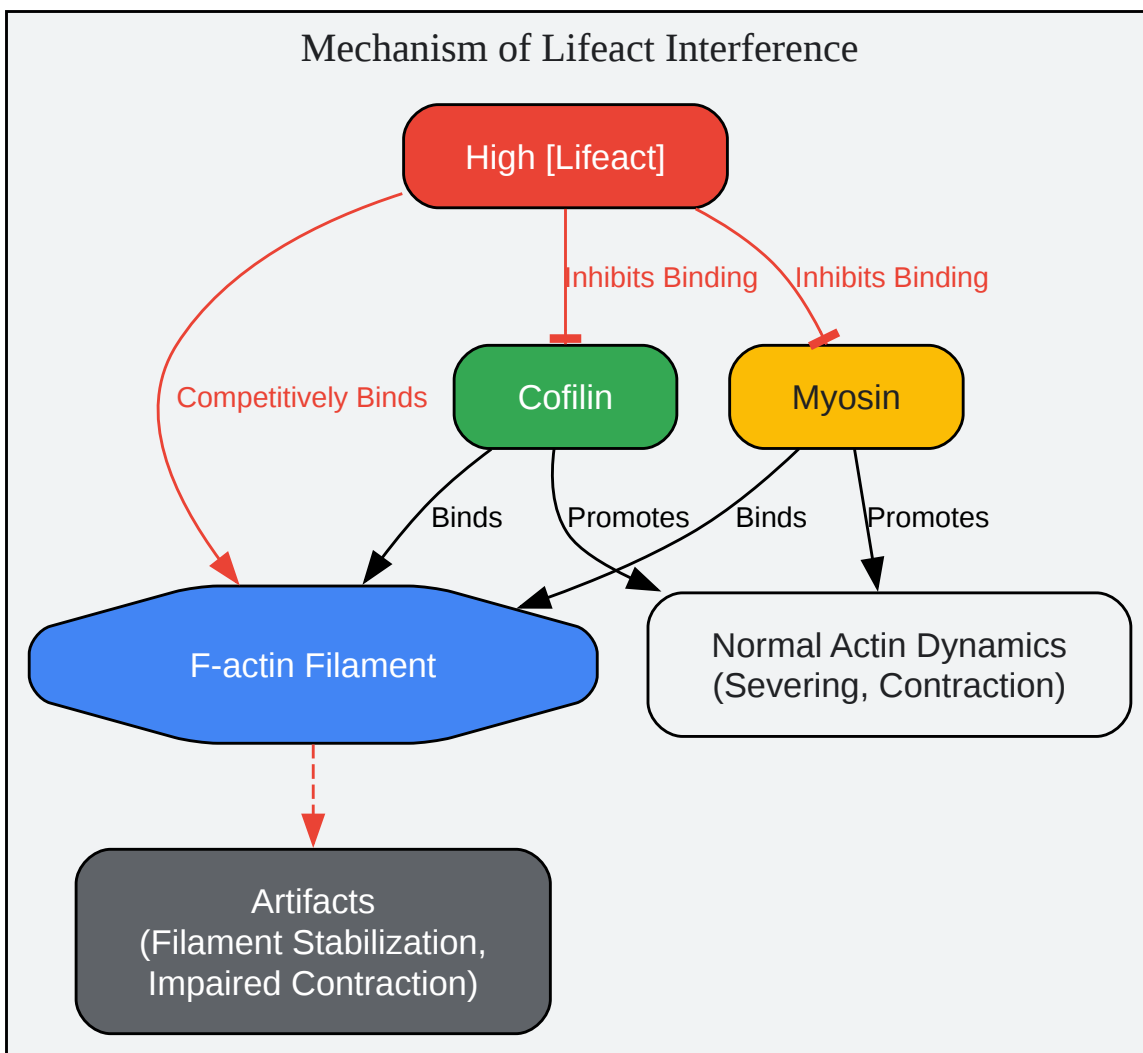 Mechanism of Lifeact Interference
High [Lifeact]
Inhibits Binding
Inhibits Binding
Competitively Binds
Cofilin
Myosin
Binds
Promotes
Binds
Promotes
F-actin Filament
Normal Actin Dynamics
(Severing, Contraction)
Artifacts
(Filament Stabilization,
Impaired Contraction)